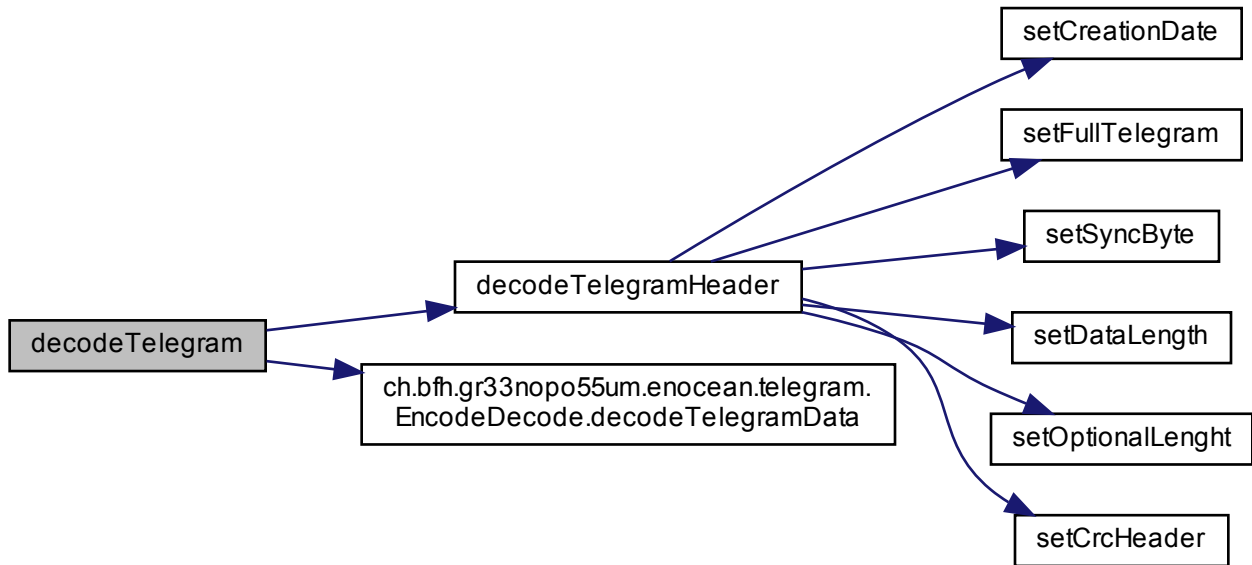 setCreationDate
setFullTelegram
setSyncByte
decodeTelegramHeader
setDataLength
decodeTelegram
ch.bfh.gr33nopo55um.enocean.telegram.
EncodeDecode.decodeTelegramData
setOptionalLenght
setCrcHeader